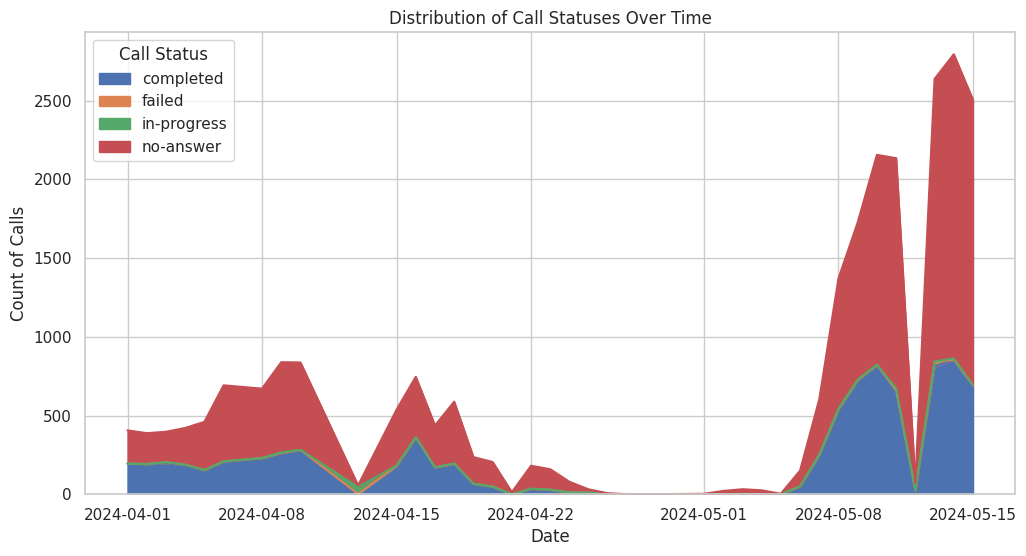 Distribution of Call Statuses Over Time
Call Status
completed
failed
in-progress
no-answer
Count of Calls
2500
2000
1500
1000
500
0
2024-04-01
2024-04-08
2024-04-15
2024-04-22
2024-05-01
2024-05-08
2024-05-15
Date